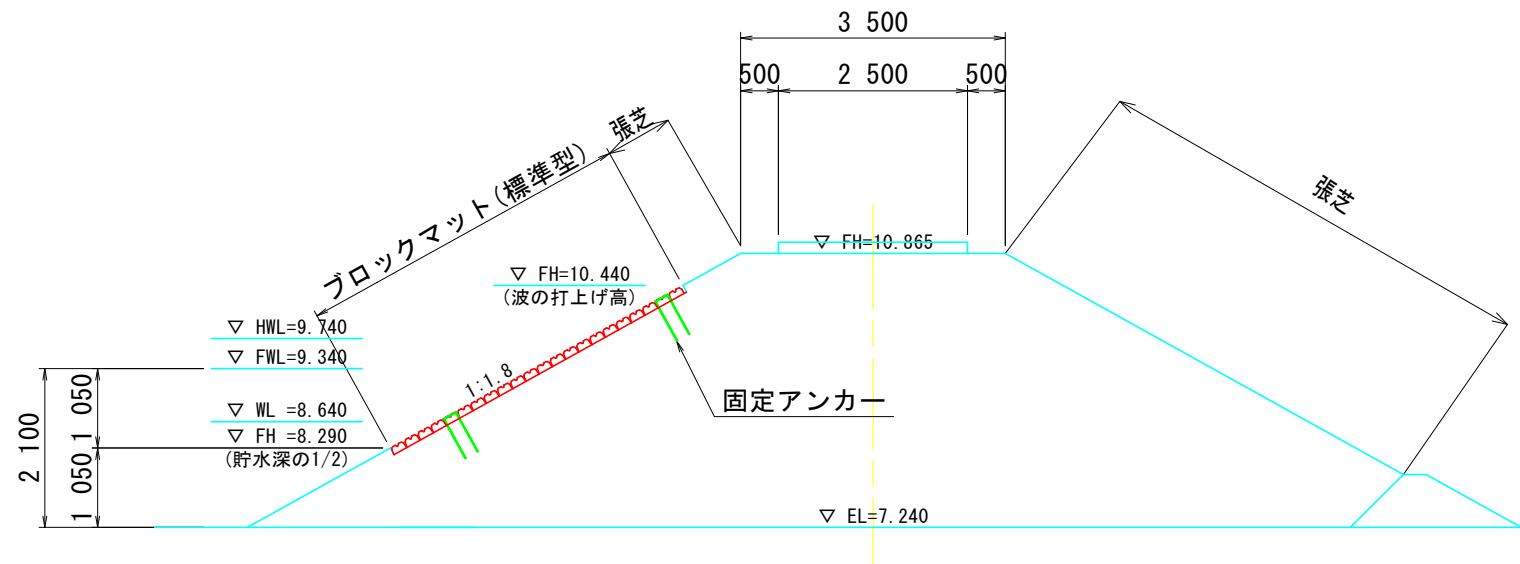 3 500
500
2 500
500
張芝
ブロックマット(標準型)
張芝
▽ FH=10.865
▽ FH=10.440
(波の打上げ高)
▽ HWL=9.740
▽ FWL=9.340
1:1.8
固定アンカー
▽ WL =8.640
▽ FH =8.290
(貯水深の1/2)
2 100
1 050
1 050
▽ EL=7.240